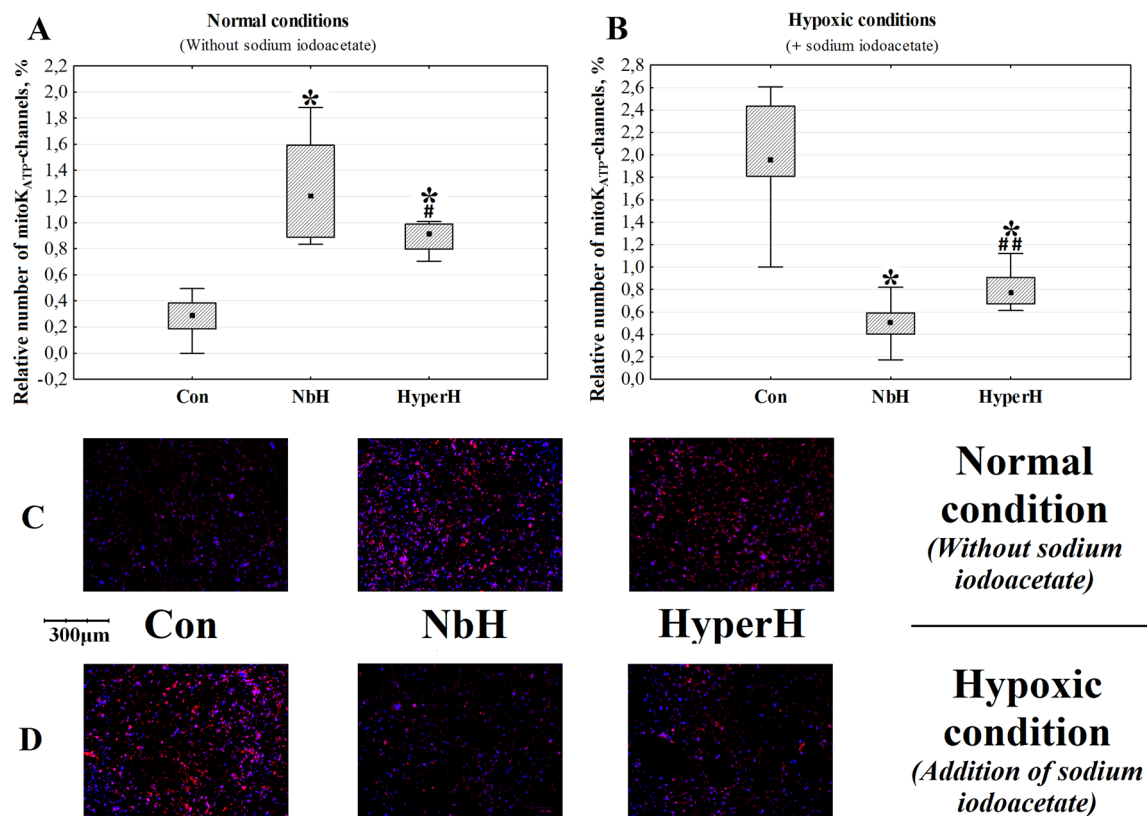 A
Normal conditions
(Without sodium iodoacetate)
Relative number of mitoKATP-channels, %
2,2
2,0
1,8
1,6
1,4
1,2
1,0
0,8
0,6
0,4
0,2
0,0
-0,2
*
*
#
Con NbH HyperH
B
Hypoxic conditions
(+ sodium iodoacetate)
Relative number of mitoKATP-channels, %
2,8
2,6
2,4
2,2
2,0
1,8
1,6
1,4
1,2
1,0
0,8
0,6
0,4
0,2
0,0
*
*
##
Con NbH HyperH
C
Normal
condition
(Without sodium
iodoacetate)
300µm
Con NbH HyperH
D
Hypoxic
condition
(Addition of sodium
iodoacetate)